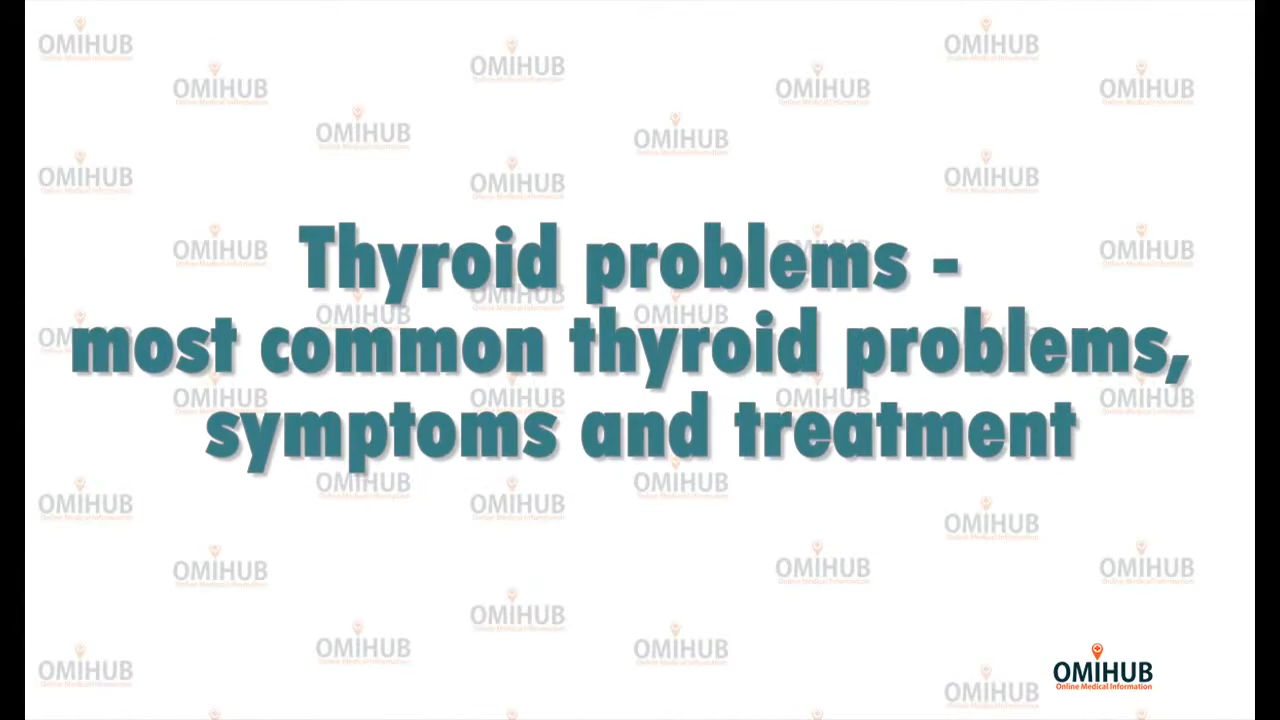 Thyroid problems -
most common thyroid problems,
symptoms and treatment
OMIHUB
Online Medical Information